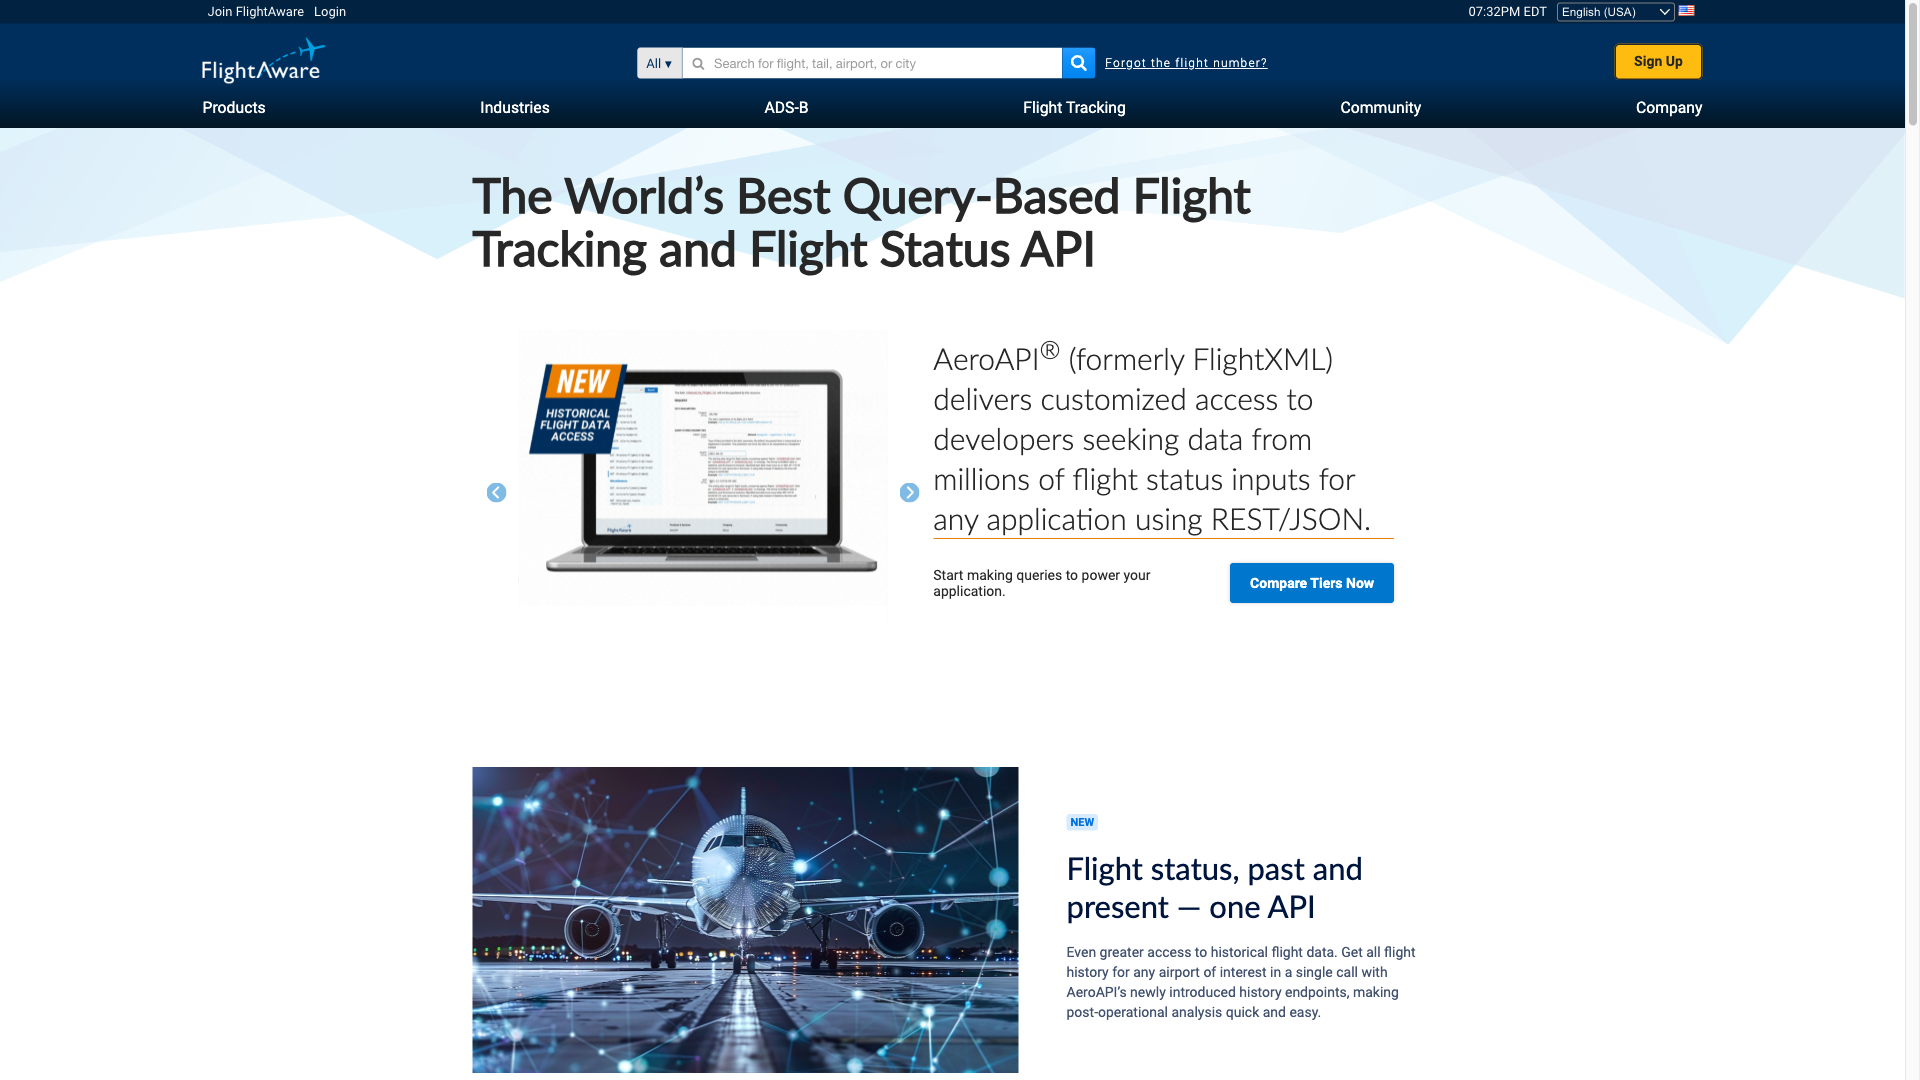 Join FlightAware Login
07:32PM EDT English (USA)
FlightAware
All ▾ Search for flight, tail, airport, or city
Forgot the flight number?
Sign Up
Products Industries ADS-B Flight Tracking Community Company
The World’s Best Query-Based Flight
Tracking and Flight Status API
NEW
HISTORICAL
FLIGHT DATA
ACCESS
FlightAware
AeroAPI® (formerly FlightXML)
delivers customized access to
developers seeking data from
millions of flight status inputs for
any application using REST/JSON.
Start making queries to power your
application.
Compare Tiers Now
NEW
Flight status, past and
present — one API
Even greater access to historical flight data. Get all flight
history for any airport of interest in a single call with
AeroAPI’s newly introduced history endpoints, making
post-operational analysis quick and easy.